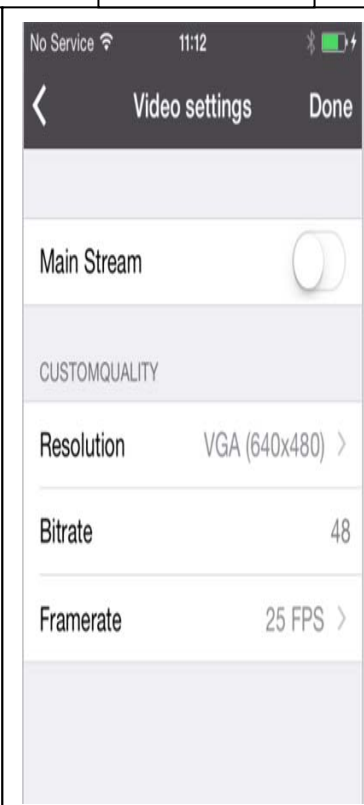 No Service 11:12
Video settings Done
Main Stream
CUSTOMQUALITY
Resolution VGA (640x480)
Bitrate 48
Framerate 25 FPS